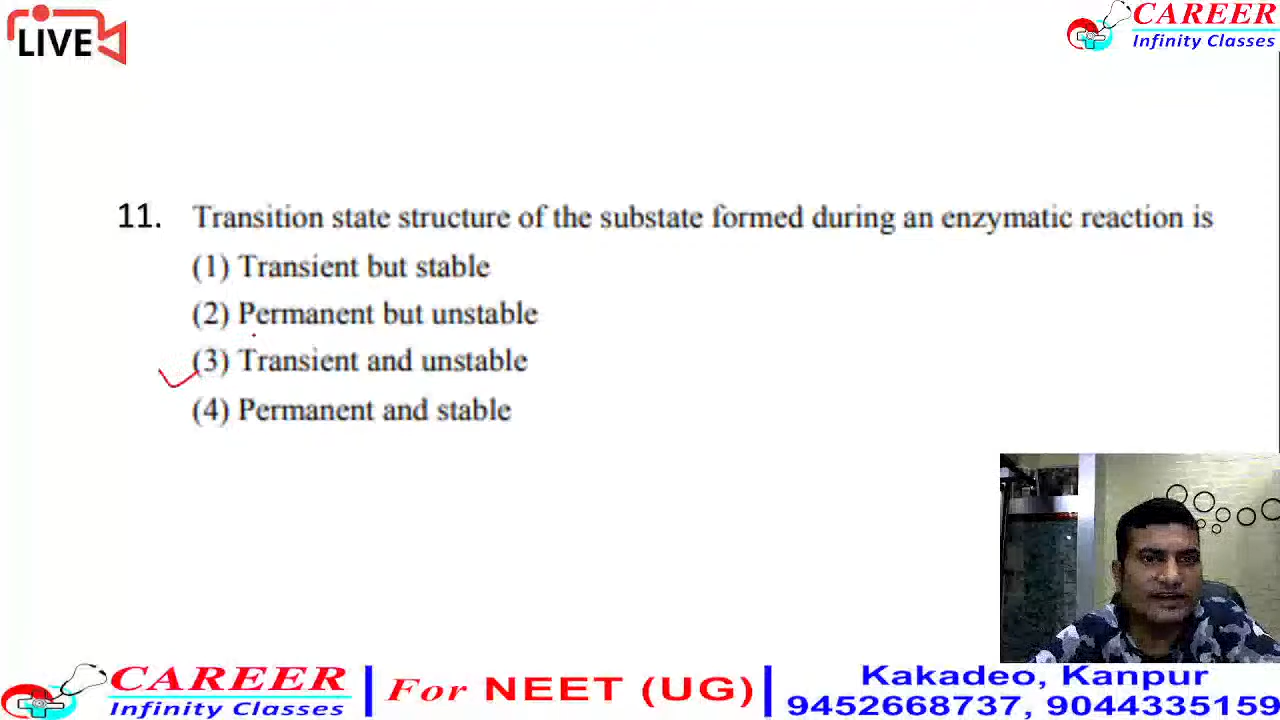 LIVE
CAREER
Infinity Classes
11. Transition state structure of the substate formed during an enzymatic reaction is
(1) Transient but stable
(2) Permanent but unstable
(3) Transient and unstable
(4) Permanent and stable
CAREER
Infinity Classes
For NEET (UG)
Kakadeo, Kanpur
9452668737, 9044335159